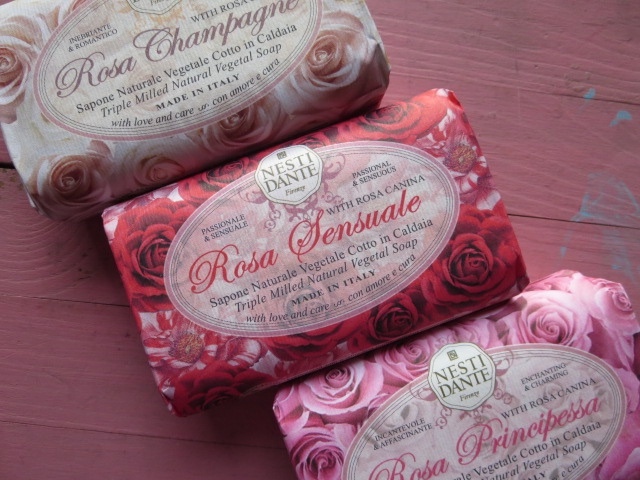 INEBRIANTE
& ROMANTICO
WITH ROSA CANINA
Rosa Champagne
Sapone Naturale Vegetale Cotto in Caldaia
Triple Milled Natural Vegetal Soap
MADE IN ITALY
with love and care con amore e cura
NESTI
DANTE
Firenze
PASSIONALE
& SENSUALE
PASSIONAL
& SENSUOUS
WITH ROSA CANINA
Rosa Sensuale
Sapone Naturale Vegetale Cotto in Caldaia
Triple Milled Natural Vegetal Soap
MADE IN ITALY
with love and care con amore e cura
NESTI
DANTE
Firenze
INCANTEVOLE
& AFFASCINANTE
ENCHANTING
& CHARMING
WITH ROSA CANINA
Rosa Principessa
Vegetale Cotto in Caldaia
Natural Vegetal Soap
ITALY